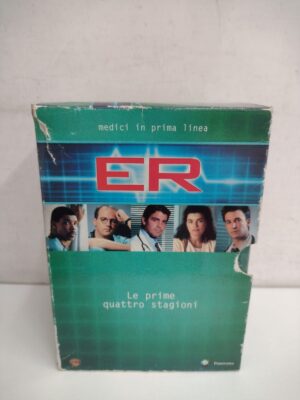 medici in prima linea
ER
Le prime
quattro stagioni